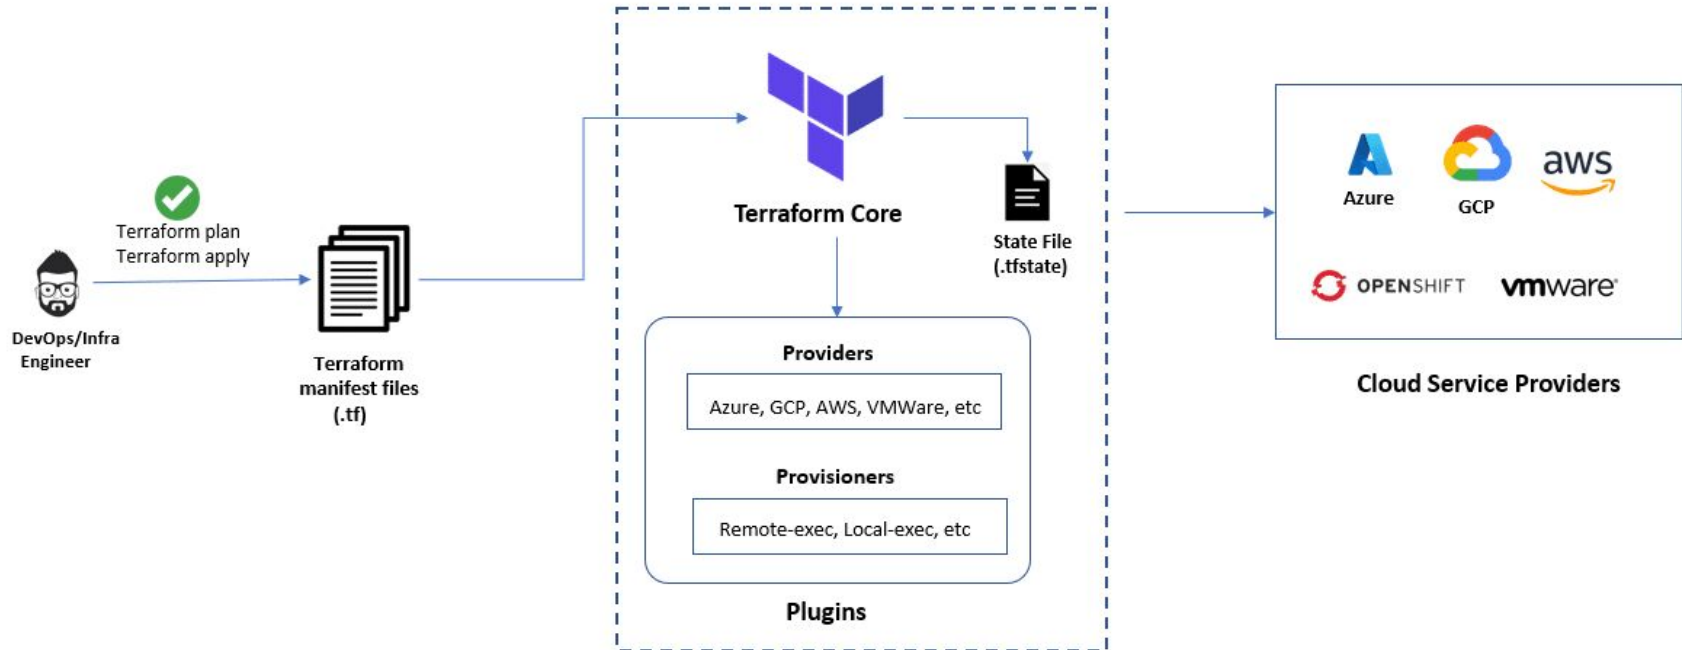 Terraform plan
Terraform apply
DevOps/Infra
Engineer
Terraform
manifest files
(.tf)
Terraform Core
State File
(.tfstate)
Providers
Azure, GCP, AWS, VMWare, etc
Provisioners
Remote-exec, Local-exec, etc
Plugins
Azure
GCP
aws
OPENSHIFT
vmware®
Cloud Service Providers